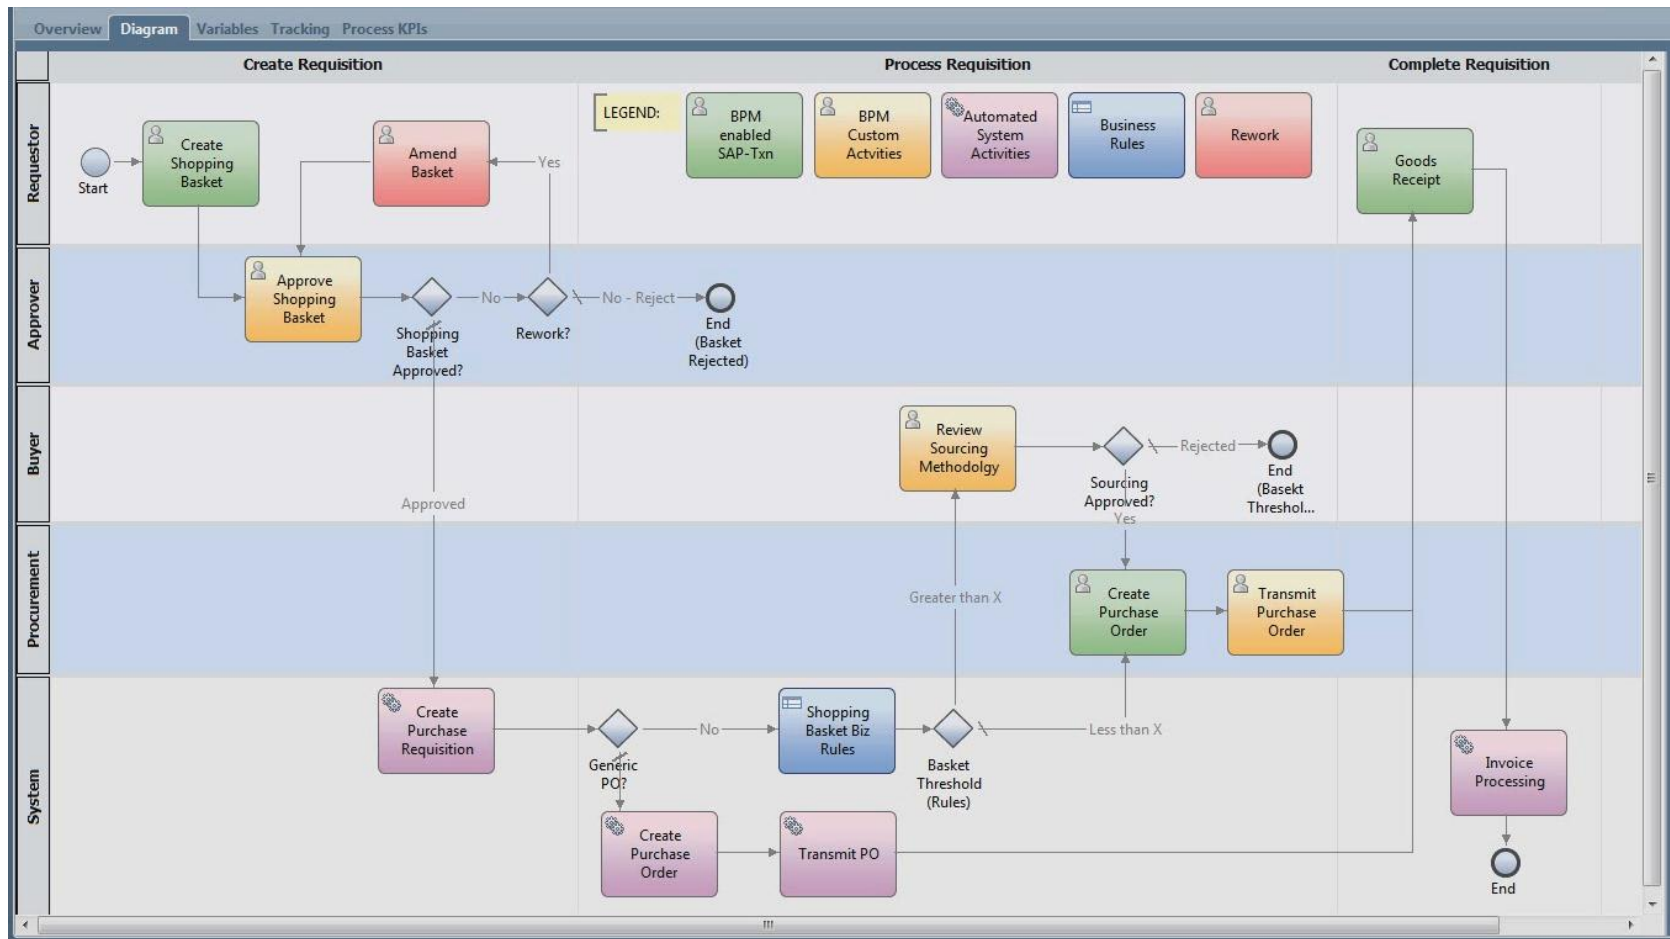 Overview Diagram Variables Tracking Process KPIs
Create Requisition
Process Requisition
Complete Requisition
Requestor
Start
Create
Shopping
Basket
Amend
Basket
Yes
LEGEND:
BPM
enabled
SAP-Txn
BPM
Custom
Actvities
Automated
System
Activities
Business
Rules
Rework
Goods
Receipt
Approver
Approve
Shopping
Basket
Shopping
Basket
Approved?
No
Rework?
No - Reject
End
(Basket
Rejected)
Buyer
Approved
Review
Sourcing
Methodolgy
Sourcing
Approved?
Yes
Rejected
End
(Basekt
Threshol...
Procurement
Greater than X
Create
Purchase
Order
Transmit
Purchase
Order
System
Create
Purchase
Requisition
Generic
PO?
No
Shopping
Basket Biz
Rules
Basket
Threshold
(Rules)
Less than X
Create
Purchase
Order
Transmit PO
Invoice
Processing
End